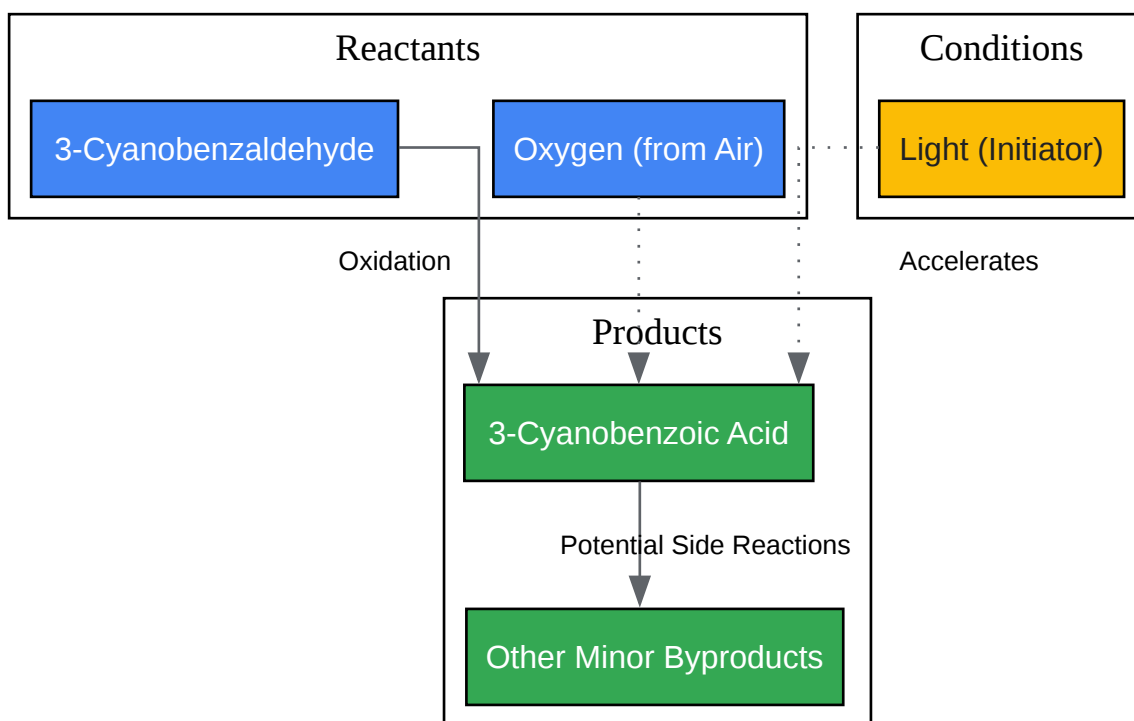 Reactants
Conditions
3-Cyanobenzaldehyde
Oxygen (from Air)
Light (Initiator)
Oxidation
Accelerates
Products
3-Cyanobenzoic Acid
Potential Side Reactions
Other Minor Byproducts